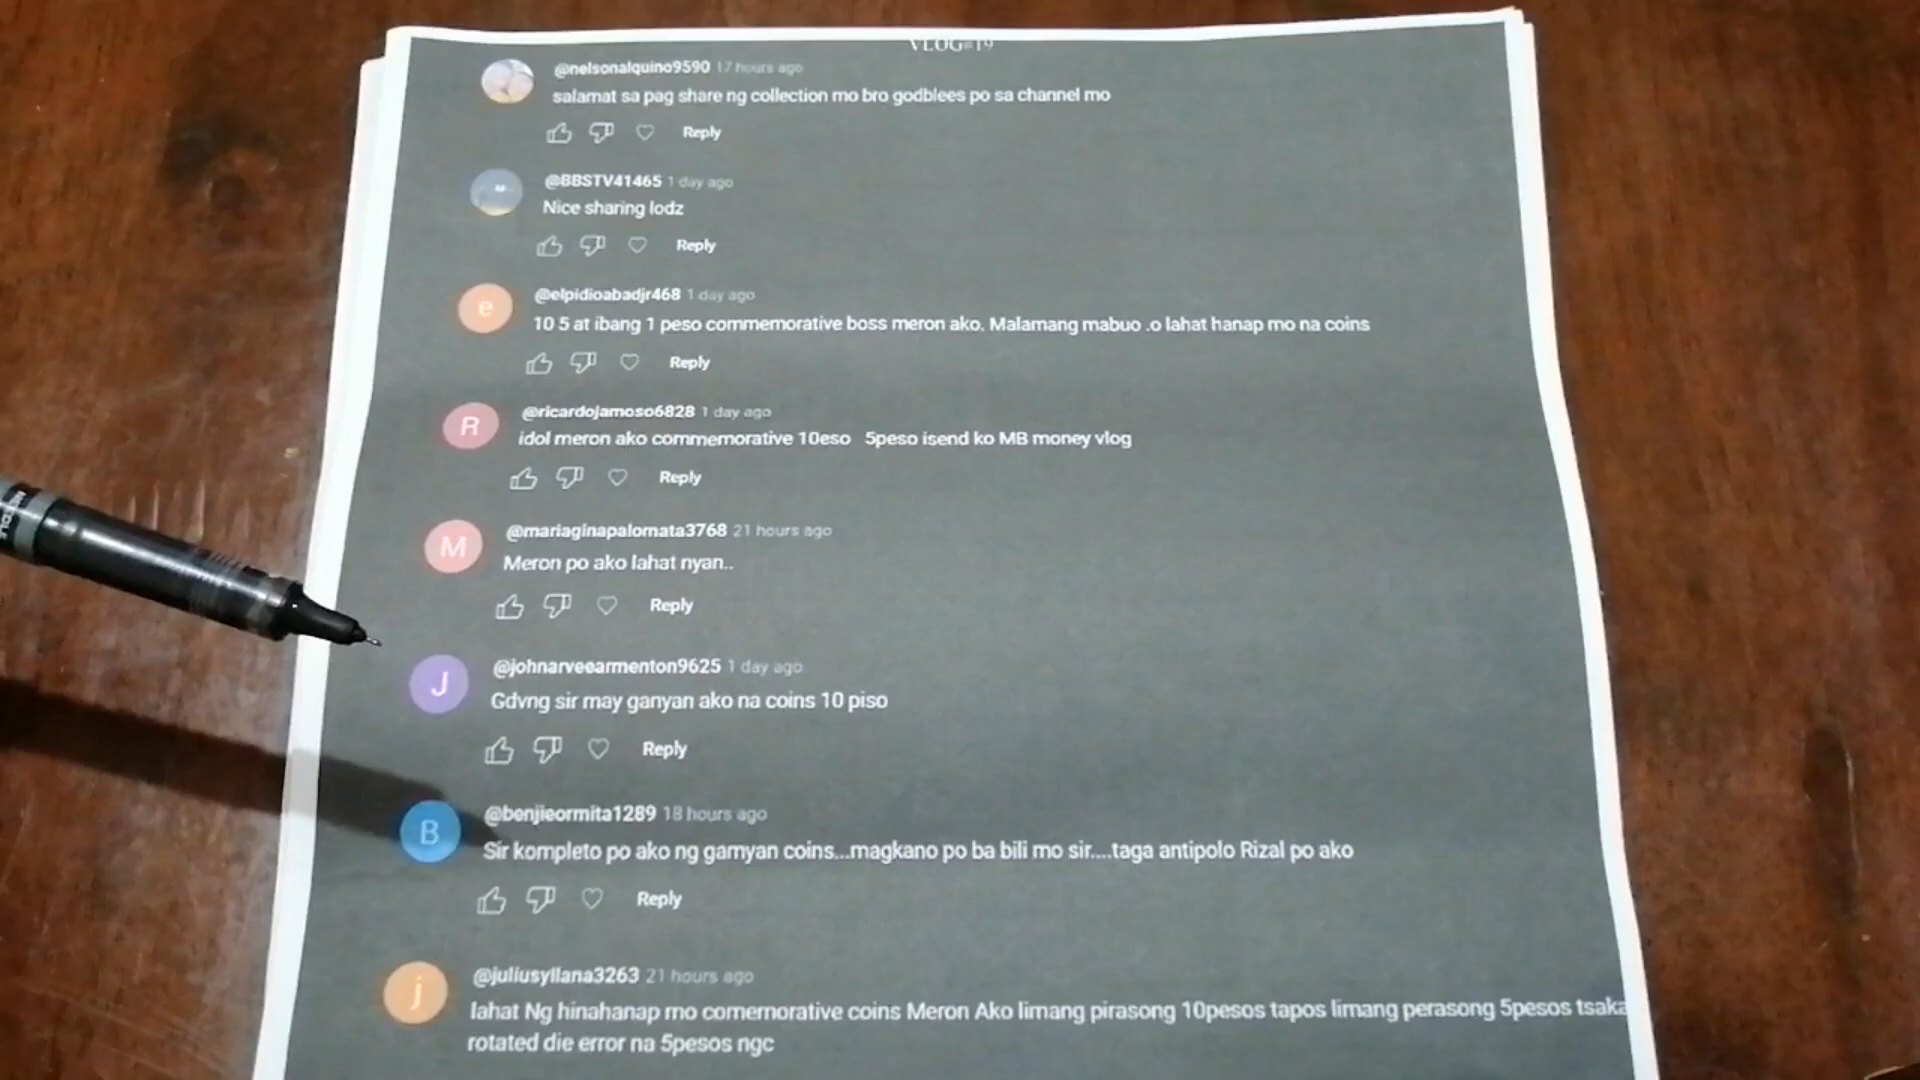 VLOG#19
@nelsonalquino9590 17 hours ago
salamat sa pag share ng collection mo bro godblees po sa channel mo
Reply
@BBSTV41465 1 day ago
Nice sharing lodz
Reply
e
@elpidioabadjr468 1 day ago
10 5 at ibang 1 peso commemorative boss meron ako. Malamang mabuo .o lahat hanap mo na coins
Reply
R
@ricardojamoso6828 1 day ago
idol meron ako commemorative 10eso 5peso isend ko MB money vlog
Reply
M
@mariaginapalomata3768 21 hours ago
Meron po ako lahat nyan..
Reply
J
@johnarveearmenton9625 1 day ago
Gdvng sir may ganyan ako na coins 10 piso
Reply
B
@benjieormita1289 18 hours ago
Sir kompleto po ako ng gamyan coins...magkano po ba bili mo sir....taga antipolo Rizal po ako
Reply
j
@juliusyllana3263 21 hours ago
lahat Ng hinahanap mo comemorative coins Meron Ako limang pirasong 10pesos tapos limang perasong 5pesos tsaka
rotated die error na 5pesos ngc